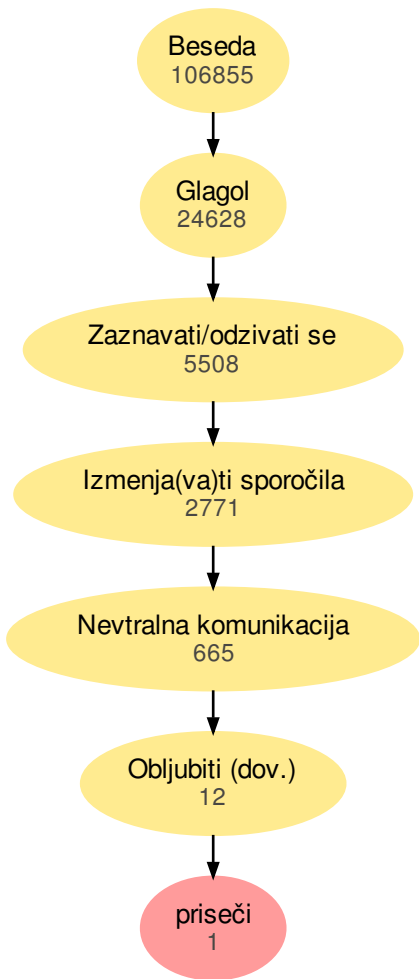 Beseda
106855
Glagol
24628
Zaznavati/odzivati se
5508
Izmenja(va)ti sporočila
2771
Nevtralna komunikacija
665
Obljubiti (dov.)
12
priseči
1